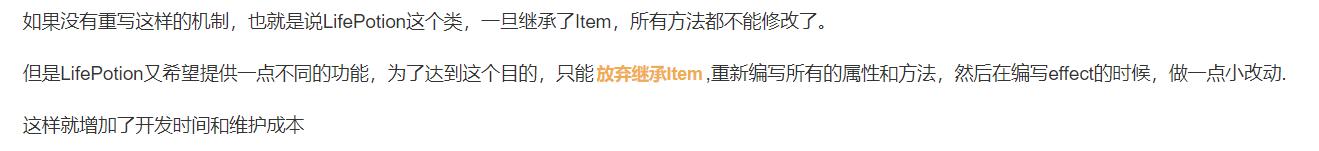 如果没有重写这样的机制，也就是说LifePotion这个类，一旦继承了Item，所有方法都不能修改了。
但是LifePotion又希望提供一点不同的功能，为了达到这个目的，只能放弃继承Item,重新编写所有的属性和方法，然后在编写effect的时候，做一点小改动.
这样就增加了开发时间和维护成本